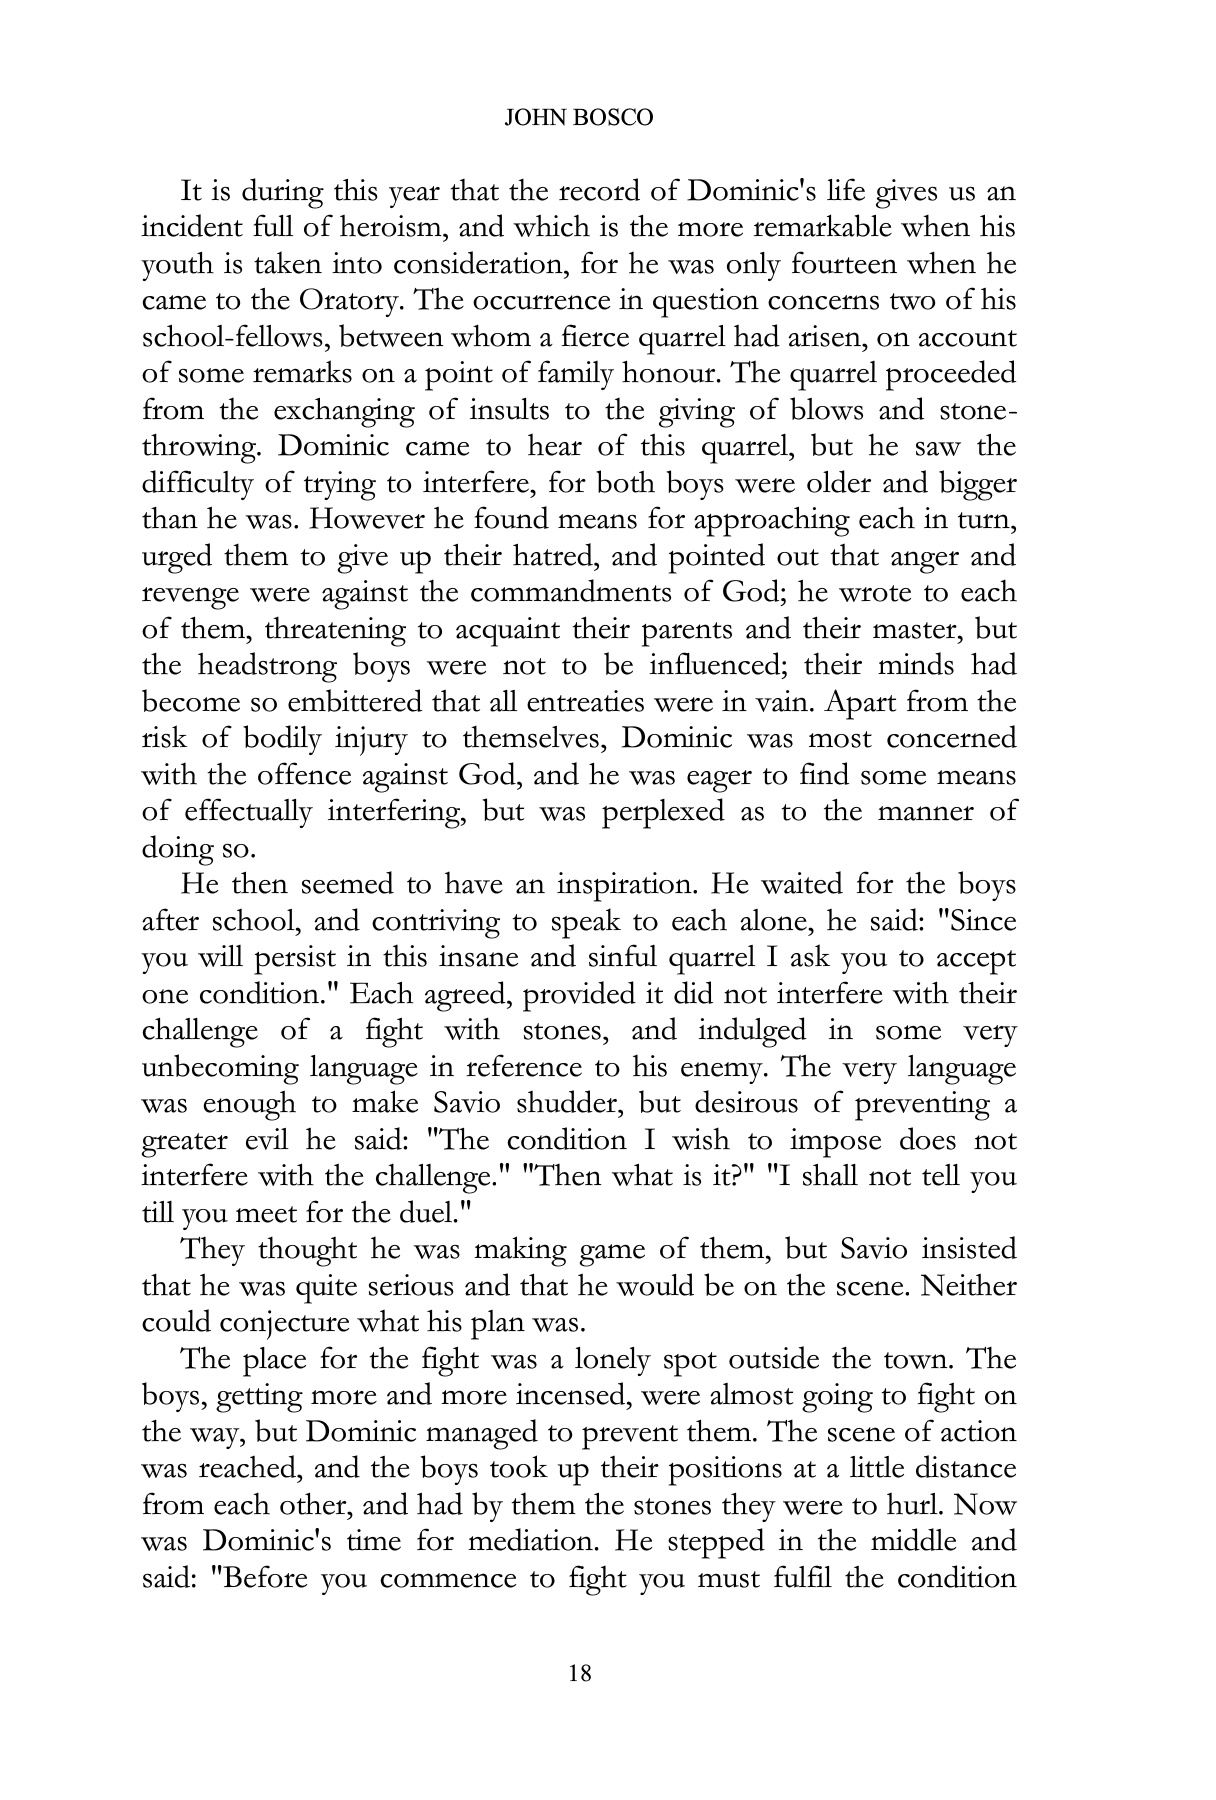 JOHN BOSCO
It is during this year that the record of Dominic's life gives us an
incident full of heroism, and which is the more remarkable when his
youth is taken into consideration, for he was only fourteen when he
came to the Oratory. The occurrence in question concerns two of his
school-fellows, between whom a fierce quarrel had arisen, on account
of some remarks on a point of family honour. The quarrel proceeded
from the exchanging of insults to the giving of blows and stone-
throwing. Dominic came to hear of this quarrel, but he saw the
difficulty of trying to interfere, for both boys were older and bigger
than he was. However he found means for approaching each in turn,
urged them to give up their hatred, and pointed out that anger and
revenge were against the commandments of God; he wrote to each
of them, threatening to acquaint their parents and their master, but
the headstrong boys were not to be influenced; their minds had
become so embittered that all entreaties were in vain. Apart from the
risk of bodily injury to themselves, Dominic was most concerned
with the offence against God, and he was eager to find some means
of effectually interfering, but was perplexed as to the manner of
doing so.
He then seemed to have an inspiration. He waited for the boys
after school, and contriving to speak to each alone, he said: "Since
you will persist in this insane and sinful quarrel I ask you to accept
one condition." Each agreed, provided it did not interfere with their
challenge of a fight with stones, and indulged in some very
unbecoming language in reference to his enemy. The very language
was enough to make Savio shudder, but desirous of preventing a
greater evil he said: "The condition I wish to impose does not
interfere with the challenge." "Then what is it?" "I shall not tell you
till you meet for the duel."
They thought he was making game of them, but Savio insisted
that he was quite serious and that he would be on the scene. Neither
could conjecture what his plan was.
The place for the fight was a lonely spot outside the town. The
boys, getting more and more incensed, were almost going to fight on
the way, but Dominic managed to prevent them. The scene of action
was reached, and the boys took up their positions at a little distance
from each other, and had by them the stones they were to hurl. Now
was Dominic's time for mediation. He stepped in the middle and
said: "Before you commence to fight you must fulfil the condition
18